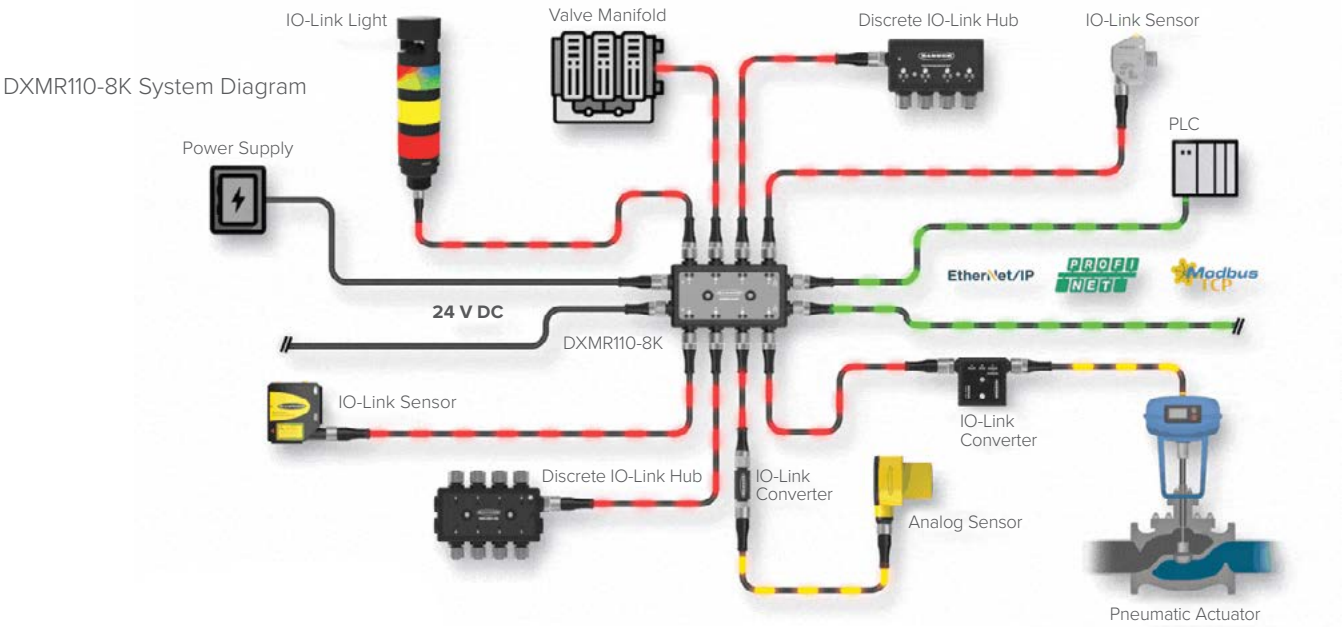 IO-Link Light
Valve Manifold
Discrete IO-Link Hub
IO-Link Sensor
DXMR110-8K System Diagram
PLC
Power Supply
EtherNet/IP
PROFI
NET
Modbus
TCP
24 V DC
DXMR110-8K
IO-Link Sensor
IO-Link
Converter
Discrete IO-Link Hub
IO-Link
Converter
Analog Sensor
Pneumatic Actuator
BANNER